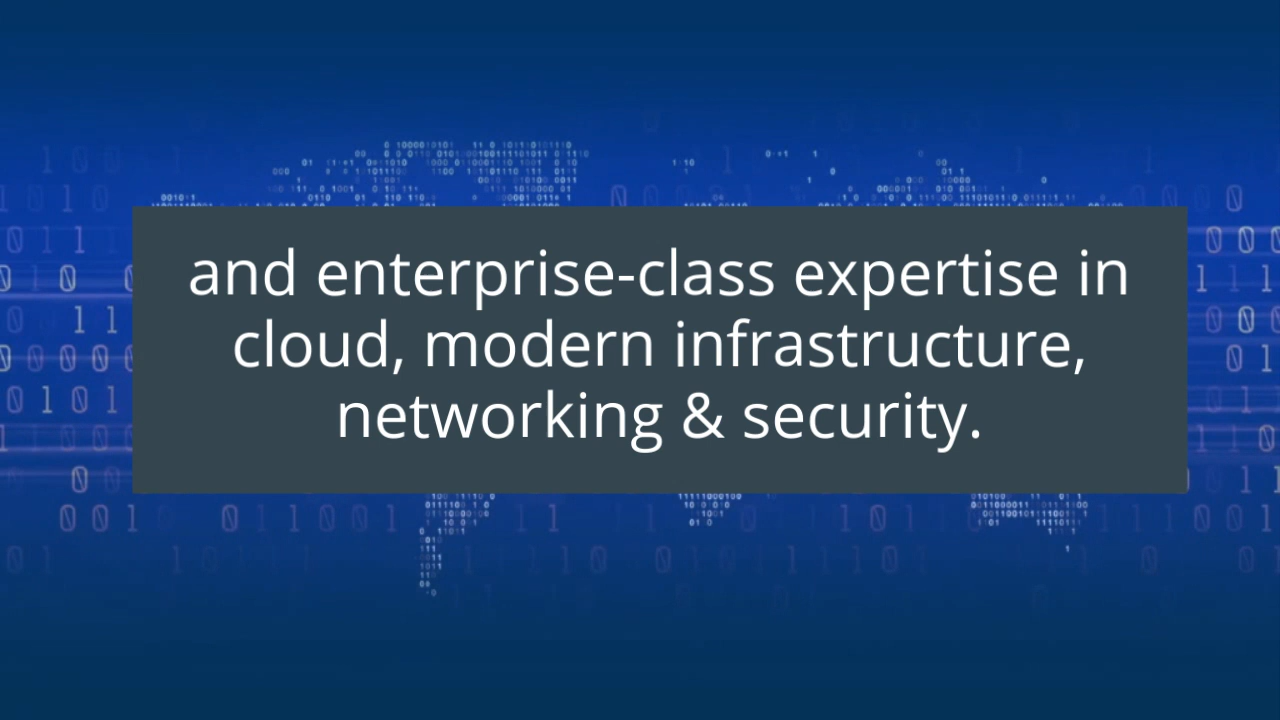 and enterprise-class expertise in
cloud, modern infrastructure,
networking & security.